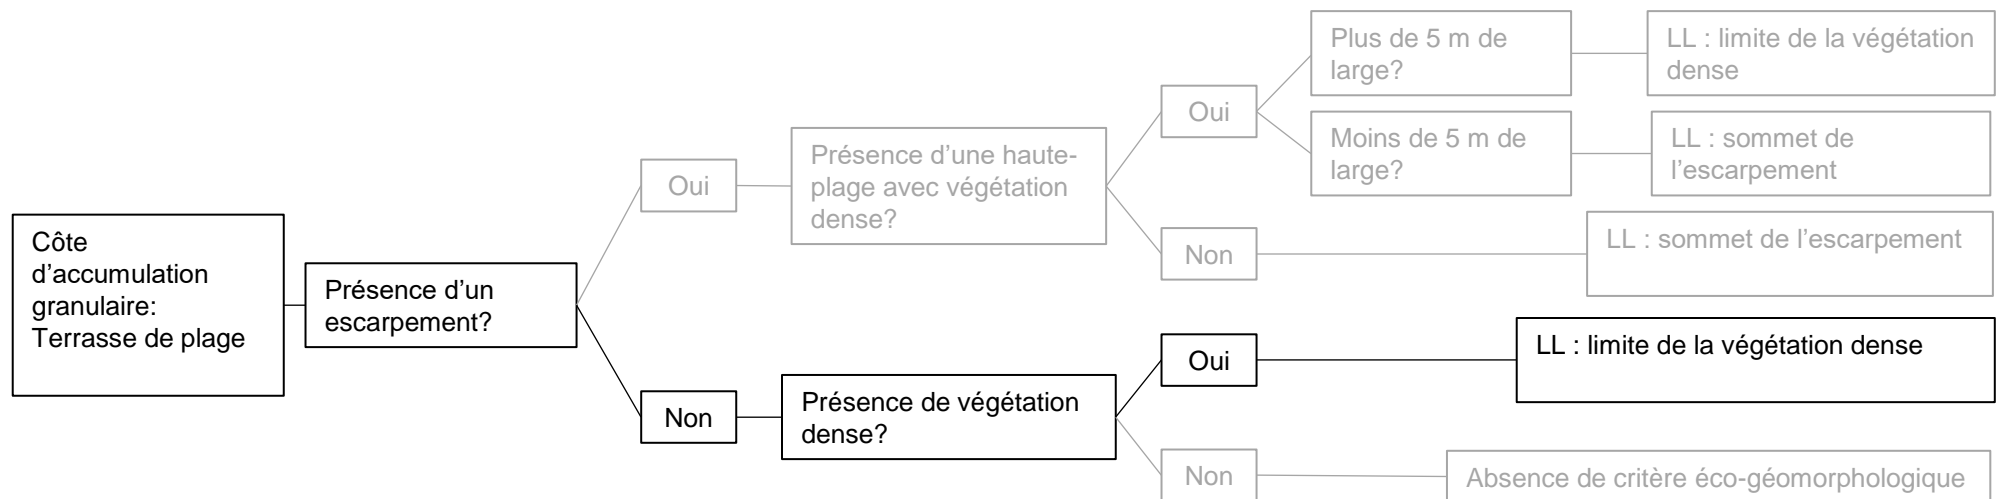 Côte
d'accumulation
granulaire:
Terrasse de plage
Présence d'un
escarpement?
Oui
Présence d'une haute-
plage avec végétation
dense?
Oui
Plus de 5 m de
large?
LL : limite de la végétation
dense
Moins de 5 m de
large?
LL : sommet de
l'escarpement
Non
LL : sommet de l'escarpement
Non
Présence de végétation
dense?
Oui
LL : limite de la végétation dense
Non
Absence de critère éco-géomorphologique